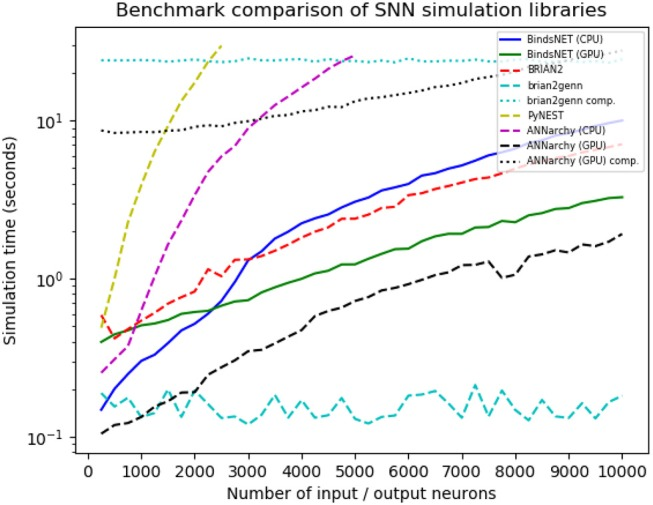 Benchmark comparison of SNN simulation libraries
BindsNET (CPU)
BindsNET (GPU)
BRIAN2
brian2genn
brian2genn comp.
PyNEST
ANNarchy (CPU)
ANNarchy (GPU)
ANNarchy (GPU) comp.
Simulation time (seconds)
10¹
10⁰
10⁻¹
0 1000 2000 3000 4000 5000 6000 7000 8000 9000 10000
Number of input / output neurons